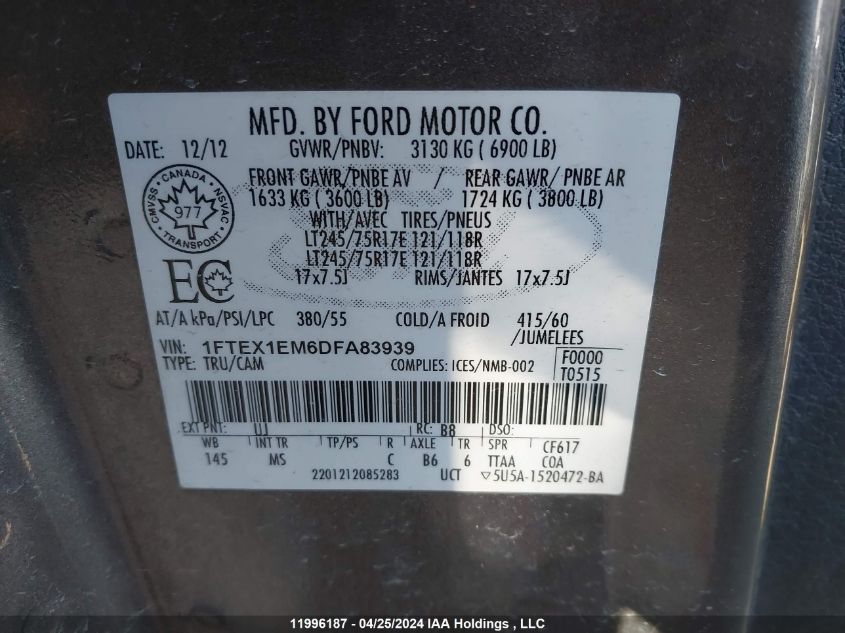 MFD. BY FORD MOTOR CO.
DATE: 12/12 GVWR/PNBV: 3130 KG ( 6900 LB)
FRONT GAWR/PNBE AV / REAR GAWR/ PNBE AR
1633 KG ( 3600 LB) 1724 KG ( 3800 LB)
WITH/AVEC TIRES/PNEUS
LT245/75R17E 121/118R
LT245/75R17E 121/118R
17x7.5J RIMS/JANTES 17x7.5J
CMVSS • CANADA • NSVAC
977
TRANSPORT
EC
AT/A kPa/PSI/LPC 380/55 COLD/A FROID 415/60
/JUMELEES
VIN: 1FTEX1EM6DFA83939
TYPE: TRU/CAM COMPLIES: ICES/NMB-002
F0000
T0515
EXT PNT: UJ RC: B8 DSO:
WB INT TR TP/PS R AXLE TR SPR CF617
145 MS C B6 6 TTAA COA
2201212085283 UCT ▽5U5A-1520472-BA
11996187 - 04/25/2024 IAA Holdings , LLC